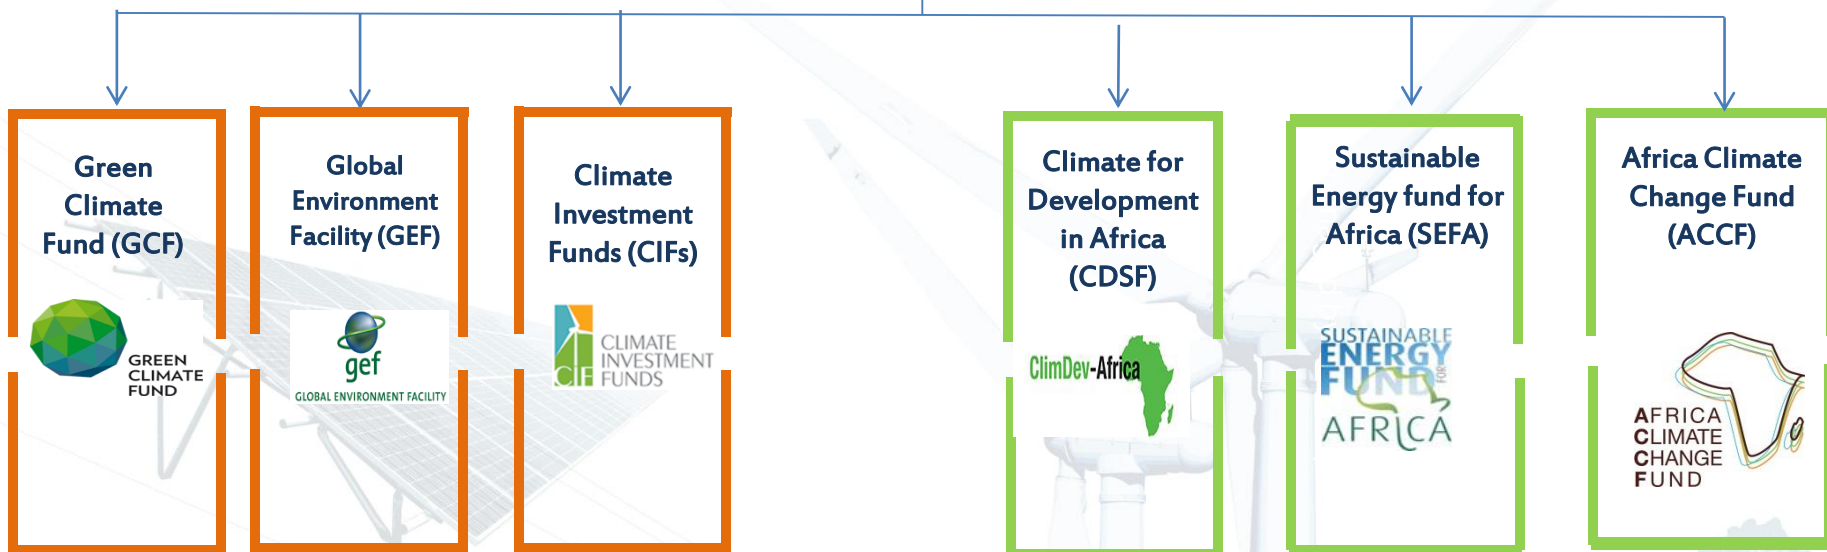 Green
Climate
Fund (GCF)
GREEN
CLIMATE
FUND
Global
Environment
Facility (GEF)
gef
GLOBAL ENVIRONMENT FACILITY
Climate
Investment
Funds (CIFs)
CIF
CLIMATE
INVESTMENT
FUNDS
Climate for
Development
in Africa
(CDSF)
ClimDev-Africa
Sustainable
Energy fund for
Africa (SEFA)
SUSTAINABLE
ENERGY
FUND FOR
AFRICA
Africa Climate
Change Fund
(ACCF)
AFRICA
CLIMATE
CHANGE
FUND